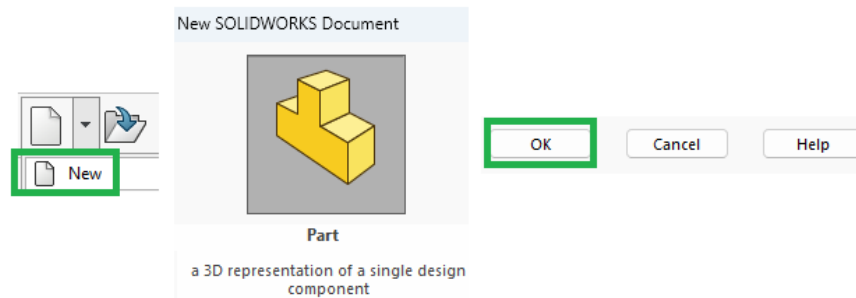 New
New SOLIDWORKS Document
Part
a 3D representation of a single design
component
OK
Cancel
Help